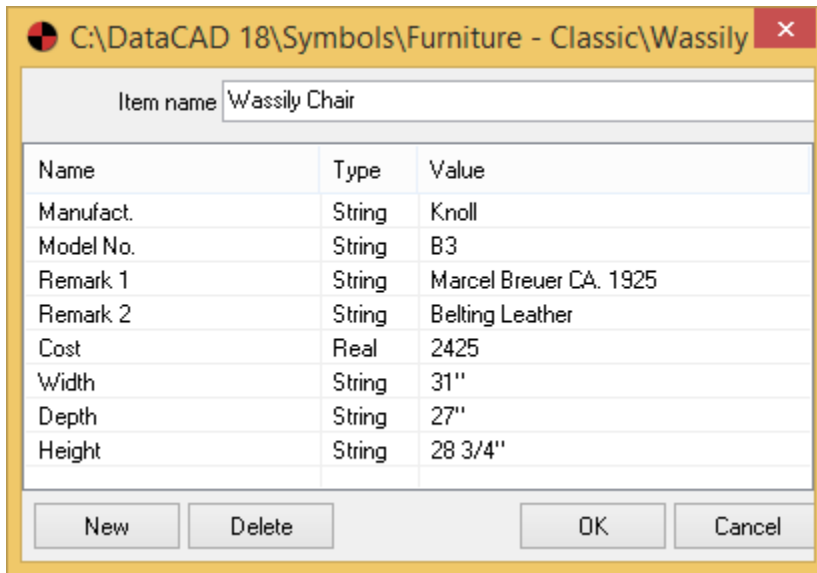 C:\DataCAD 18\Symbols\Furniture - Classic\Wassily
Item name Wassily Chair
Name Type Value
Manufact. String Knoll
Model No. String B3
Remark 1 String Marcel Breuer CA. 1925
Remark 2 String Belting Leather
Cost Real 2425
Width String 31"
Depth String 27"
Height String 28 3/4"
New Delete OK Cancel